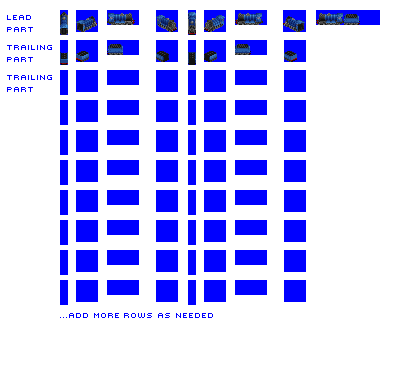 LEAD
PART
TRAILING
PART
TRAILING
PART
...ADD MORE ROWS AS NEEDED